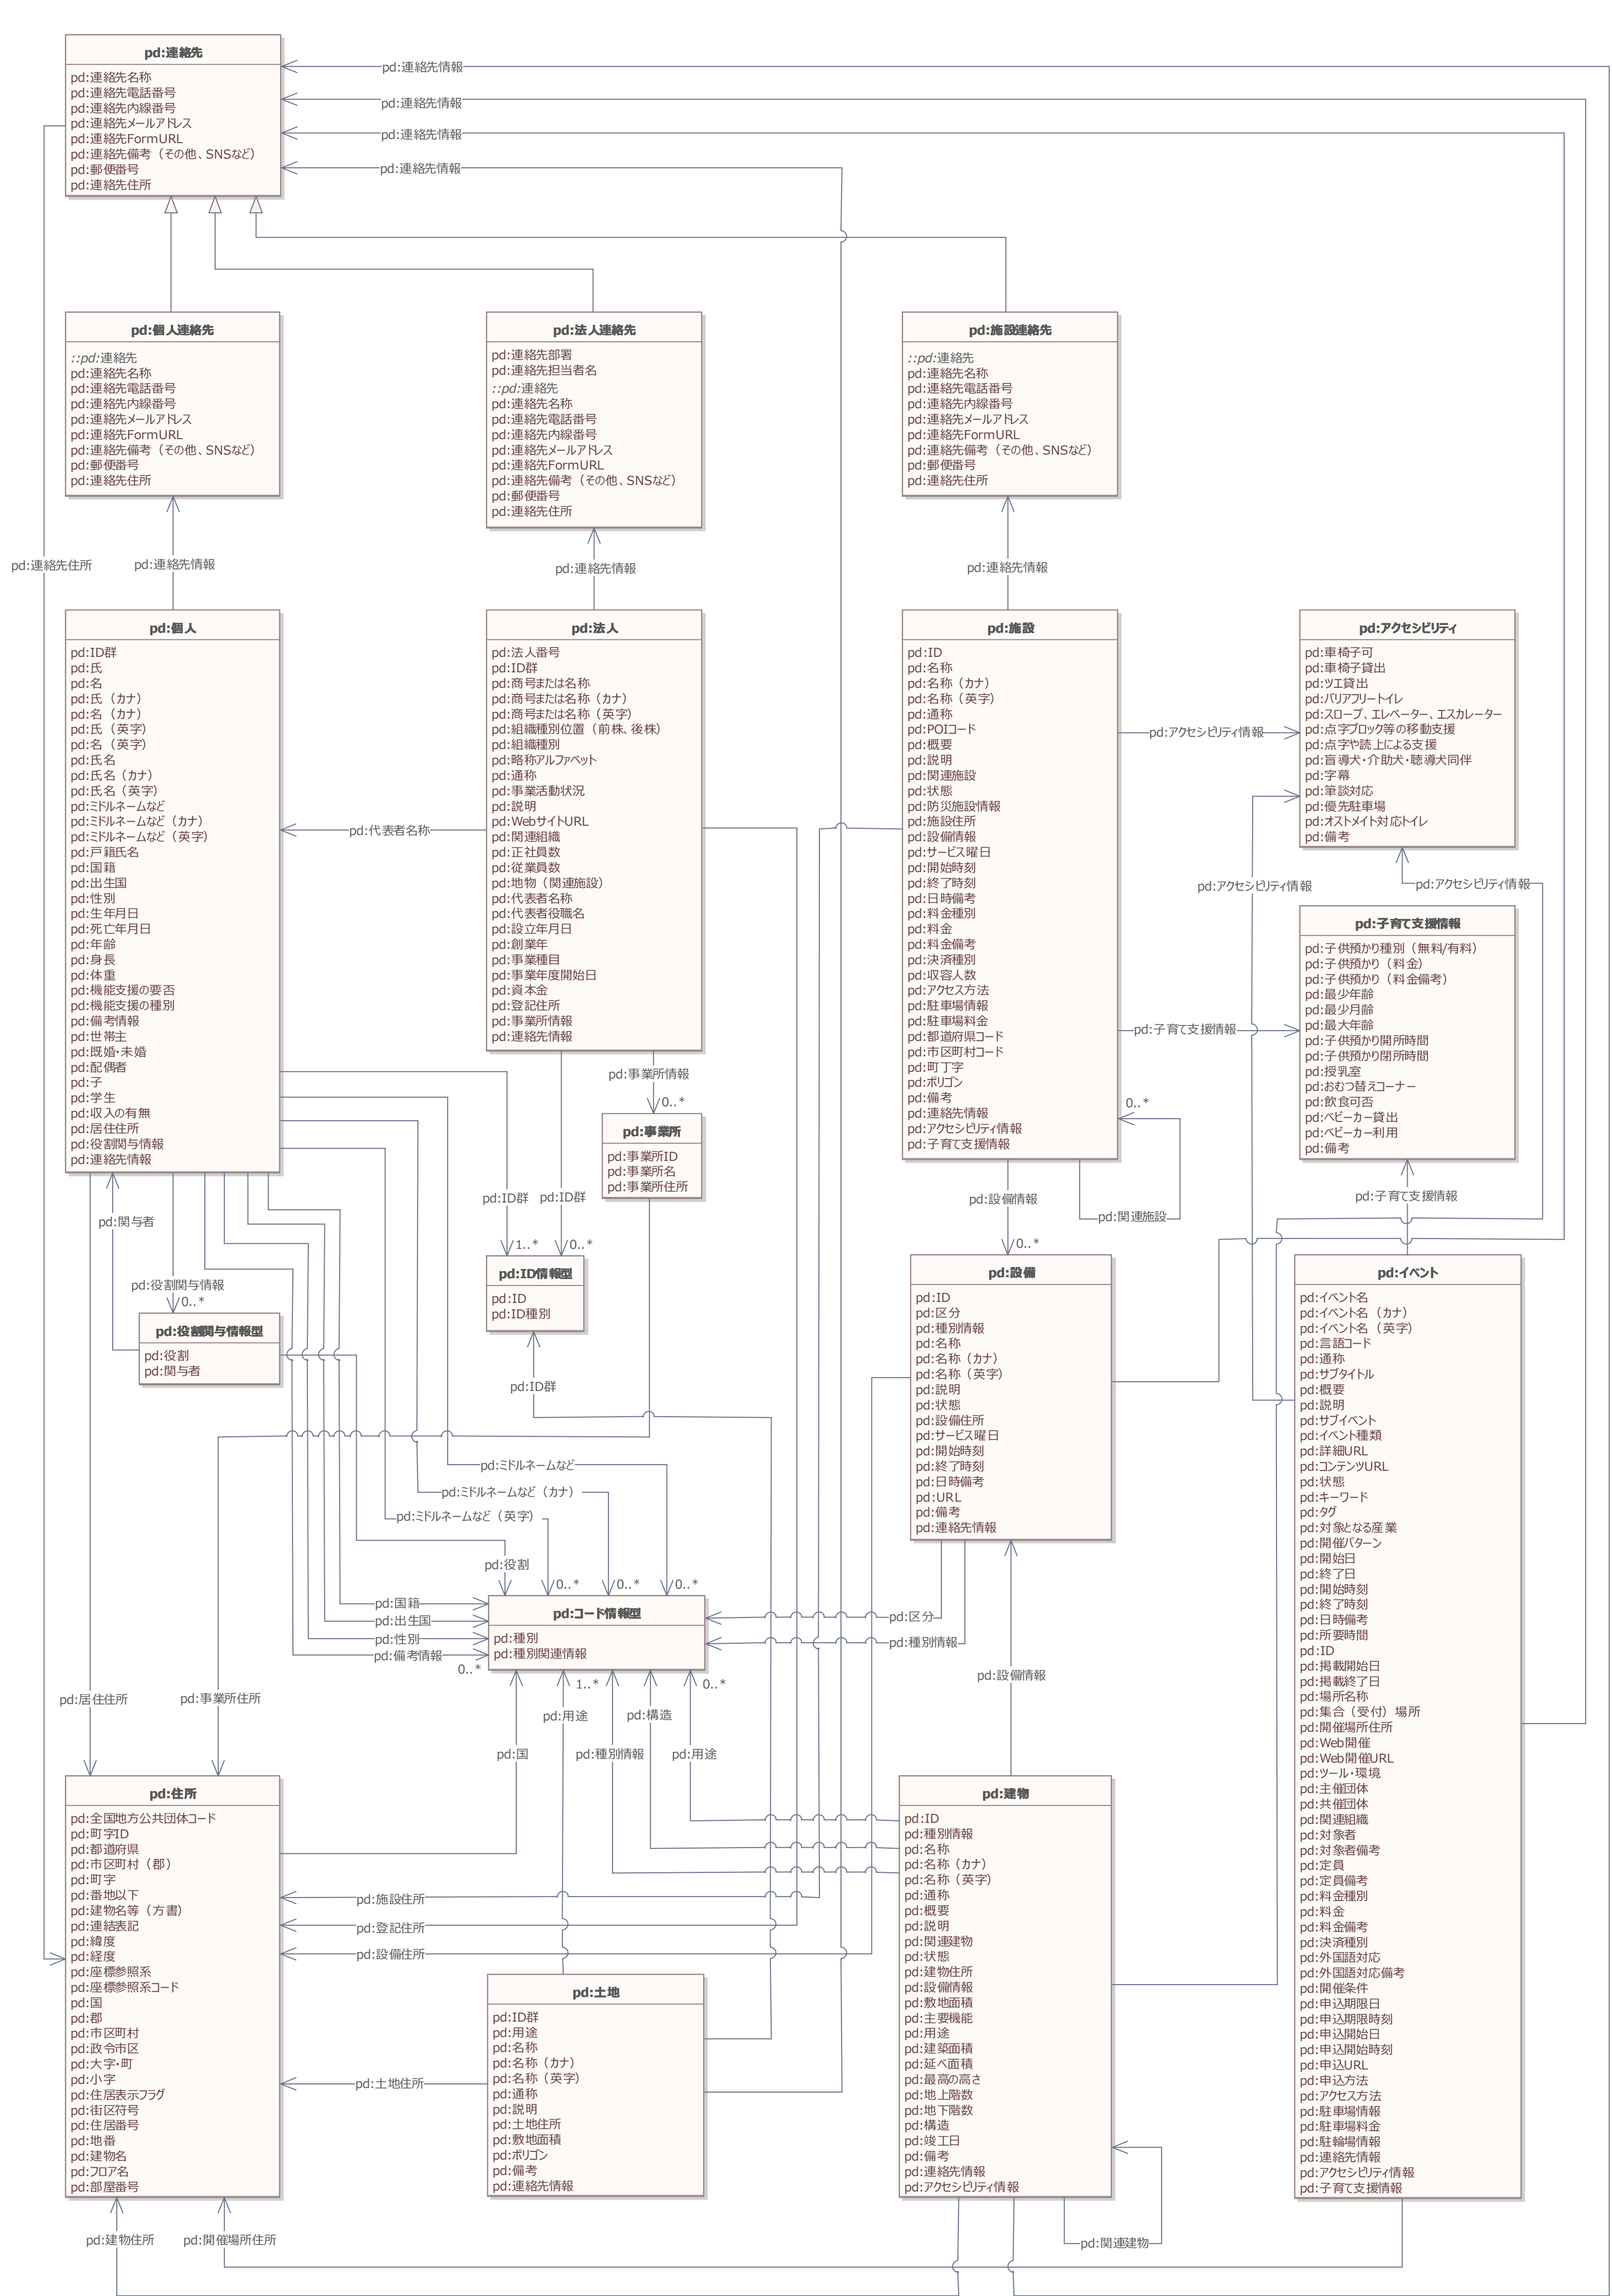 pd:連絡先
pd:連絡先名称
pd:連絡先電話番号
pd:連絡先内線番号
pd:連絡先メールアドレス
pd:連絡先FormURL
pd:連絡先備考（その他、SNSなど）
pd:郵便番号
pd:連絡先住所
pd:連絡先情報
pd:連絡先情報
pd:連絡先情報
pd:連絡先情報
pd:個人連絡先
::pd:連絡先
pd:連絡先名称
pd:連絡先電話番号
pd:連絡先内線番号
pd:連絡先メールアドレス
pd:連絡先FormURL
pd:連絡先備考（その他、SNSなど）
pd:郵便番号
pd:連絡先住所
pd:法人連絡先
pd:連絡先部署
pd:連絡先担当者名
::pd:連絡先
pd:連絡先名称
pd:連絡先電話番号
pd:連絡先内線番号
pd:連絡先メールアドレス
pd:連絡先FormURL
pd:連絡先備考（その他、SNSなど）
pd:郵便番号
pd:連絡先住所
pd:施設連絡先
::pd:連絡先
pd:連絡先名称
pd:連絡先電話番号
pd:連絡先内線番号
pd:連絡先メールアドレス
pd:連絡先FormURL
pd:連絡先備考（その他、SNSなど）
pd:郵便番号
pd:連絡先住所
pd:連絡先住所
pd:連絡先情報
pd:連絡先情報
pd:連絡先情報
pd:個人
pd:ID群
pd:氏
pd:名
pd:氏（カナ）
pd:名（カナ）
pd:氏（英字）
pd:名（英字）
pd:氏名
pd:氏名（カナ）
pd:氏名（英字）
pd:ミドルネームなど
pd:ミドルネームなど（カナ）
pd:ミドルネームなど（英字）
pd:戸籍氏名
pd:国籍
pd:出生国
pd:性別
pd:生年月日
pd:死亡年月日
pd:年齢
pd:身長
pd:体重
pd:機能支援の要否
pd:機能支援の種別
pd:備考情報
pd:世帯主
pd:既婚・未婚
pd:配偶者
pd:子
pd:学生
pd:収入の有無
pd:居住住所
pd:役割関与情報
pd:連絡先情報
pd:代表者名称
pd:法人
pd:法人番号
pd:ID群
pd:商号または名称
pd:商号または名称（カナ）
pd:商号または名称（英字）
pd:組織種別位置（前株、後株）
pd:組織種別
pd:略称アルファベット
pd:通称
pd:事業活動状況
pd:説明
pd:WebサイトURL
pd:関連組織
pd:正社員数
pd:従業員数
pd:地物（関連施設）
pd:代表者名称
pd:代表者役職名
pd:設立年月日
pd:創業年
pd:事業種目
pd:事業年度開始日
pd:資本金
pd:登記住所
pd:事業所情報
pd:連絡先情報
pd:施設
pd:ID
pd:名称
pd:名称（カナ）
pd:名称（英字）
pd:通称
pd:POIコード
pd:概要
pd:説明
pd:関連施設
pd:状態
pd:防災施設情報
pd:施設住所
pd:設備情報
pd:サービス曜日
pd:開始時刻
pd:終了時刻
pd:日時備考
pd:料金種別
pd:料金
pd:料金備考
pd:決済種別
pd:収容人数
pd:アクセス方法
pd:駐車場情報
pd:駐車場料金
pd:都道府県コード
pd:市区町村コード
pd:町丁字
pd:ポリゴン
pd:備考
pd:連絡先情報
pd:アクセシビリティ情報
pd:子育て支援情報
pd:アクセシビリティ情報
pd:アクセシビリティ
pd:車椅子可
pd:車椅子貸出
pd:ツエ貸出
pd:バリアフリートイレ
pd:スロープ、エレベーター、エスカレーター
pd:点字ブロック等の移動支援
pd:点字や読上による支援
pd:盲導犬・介助犬・聴導犬同伴
pd:字幕
pd:筆談対応
pd:優先駐車場
pd:オストメイト対応トイレ
pd:備考
pd:アクセシビリティ情報
pd:アクセシビリティ情報
pd:子育て支援情報
pd:子育て支援情報
pd:子供預かり種別（無料/有料）
pd:子供預かり（料金）
pd:子供預かり（料金備考）
pd:最少年齢
pd:最少月齢
pd:最大年齢
pd:子供預かり開所時間
pd:子供預かり閉所時間
pd:授乳室
pd:おむつ替えコーナー
pd:飲食可否
pd:ベビーカー貸出
pd:ベビーカー利用
pd:備考
pd:事業所情報
0..*
pd:事業所
pd:事業所ID
pd:事業所名
pd:事業所住所
0..*
pd:関連施設
pd:設備情報
0..*
pd:子育て支援情報
pd:ID群
1..*
pd:ID群
0..*
pd:関与者
pd:役割関与情報
0..*
pd:役割関与情報型
pd:役割
pd:関与者
pd:ID情報型
pd:ID
pd:ID種別
pd:ID群
pd:設備
pd:ID
pd:区分
pd:種別情報
pd:名称
pd:名称（カナ）
pd:名称（英字）
pd:説明
pd:状態
pd:設備住所
pd:サービス曜日
pd:開始時刻
pd:終了時刻
pd:日時備考
pd:URL
pd:備考
pd:連絡先情報
pd:イベント
pd:イベント名
pd:イベント名（カナ）
pd:イベント名（英字）
pd:言語コード
pd:通称
pd:サブタイトル
pd:概要
pd:説明
pd:サブイベント
pd:イベント種類
pd:詳細URL
pd:コンテンツURL
pd:状態
pd:キーワード
pd:タグ
pd:対象となる産業
pd:開催パターン
pd:開始日
pd:終了日
pd:開始時刻
pd:終了時刻
pd:日時備考
pd:所要時間
pd:ID
pd:掲載開始日
pd:掲載終了日
pd:場所名称
pd:集合（受付）場所
pd:開催場所住所
pd:Web開催
pd:Web開催URL
pd:ツール・環境
pd:主催団体
pd:共催団体
pd:関連組織
pd:対象者
pd:対象者備考
pd:定員
pd:定員備考
pd:料金種別
pd:料金
pd:料金備考
pd:決済種別
pd:外国語対応
pd:外国語対応備考
pd:開催条件
pd:申込期限日
pd:申込期限時刻
pd:申込開始日
pd:申込開始時刻
pd:申込URL
pd:申込方法
pd:アクセス方法
pd:駐車場情報
pd:駐車場料金
pd:駐輪場情報
pd:連絡先情報
pd:アクセシビリティ情報
pd:子育て支援情報
pd:ミドルネームなど
pd:ミドルネームなど（カナ）
pd:ミドルネームなど（英字）
pd:役割
0..*
0..*
0..*
pd:国籍
pd:出生国
pd:性別
pd:備考情報
0..*
pd:コード情報型
pd:種別
pd:種別関連情報
pd:区分
pd:種別情報
pd:設備情報
1..*
0..*
pd:居住住所
pd:事業所住所
pd:用途
pd:構造
pd:国
pd:種別情報
pd:用途
pd:住所
pd:全国地方公共団体コード
pd:町字ID
pd:都道府県
pd:市区町村（郡）
pd:町字
pd:番地以下
pd:建物名等（方書）
pd:連結表記
pd:緯度
pd:経度
pd:座標参照系
pd:座標参照系コード
pd:国
pd:郡
pd:市区町村
pd:政令市区
pd:大字・町
pd:小字
pd:住居表示フラグ
pd:街区符号
pd:住居番号
pd:地番
pd:建物名
pd:フロア名
pd:部屋番号
pd:施設住所
pd:登記住所
pd:設備住所
pd:土地住所
pd:土地
pd:ID群
pd:用途
pd:名称
pd:名称（カナ）
pd:名称（英字）
pd:通称
pd:説明
pd:土地住所
pd:敷地面積
pd:ポリゴン
pd:備考
pd:連絡先情報
pd:建物
pd:ID
pd:種別情報
pd:名称
pd:名称（カナ）
pd:名称（英字）
pd:通称
pd:概要
pd:説明
pd:関連建物
pd:状態
pd:建物住所
pd:設備情報
pd:敷地面積
pd:主要機能
pd:用途
pd:建築面積
pd:延べ面積
pd:最高の高さ
pd:地上階数
pd:地下階数
pd:構造
pd:竣工日
pd:備考
pd:連絡先情報
pd:アクセシビリティ情報
pd:建物住所
pd:開催場所住所
pd:関連建物